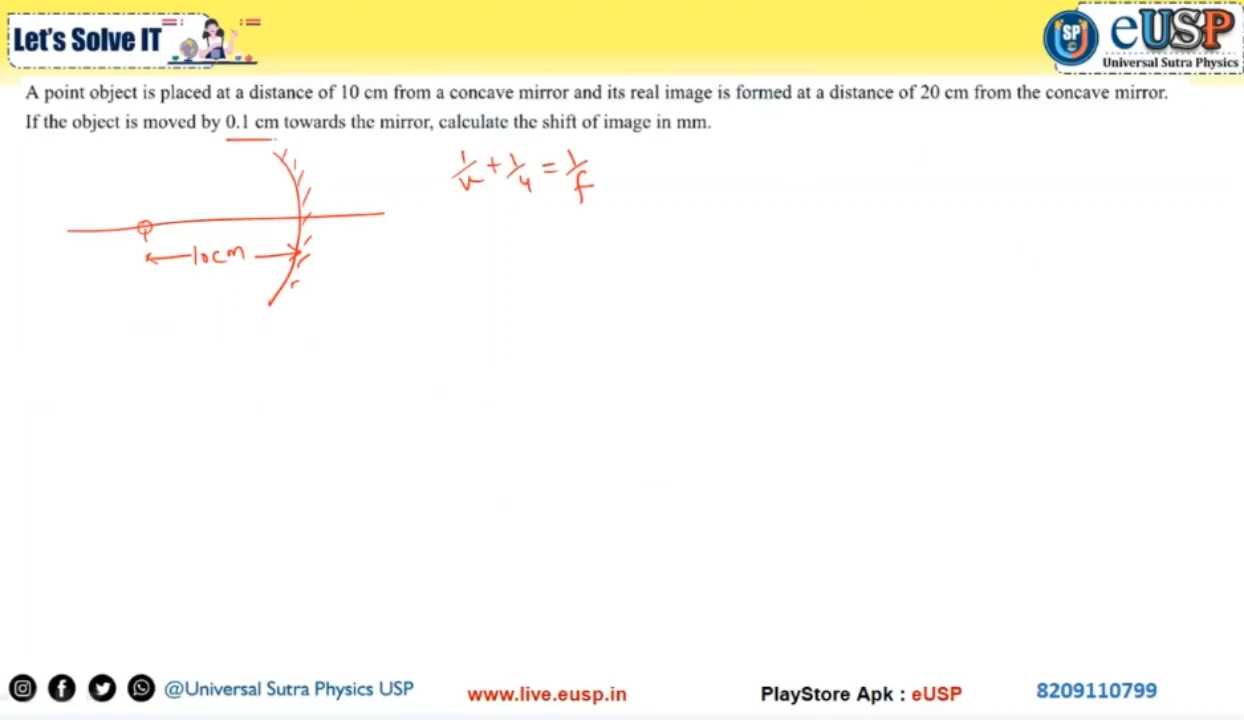 Let's Solve IT
SP
eUSP
Universal Sutra Physics
A point object is placed at a distance of 10 cm from a concave mirror and its real image is formed at a distance of 20 cm from the concave mirror.
If the object is moved by 0.1 cm towards the mirror, calculate the shift of image in mm.
1/v + 1/u = 1/f
10cm
@Universal Sutra Physics USP
www.live.eusp.in
PlayStore Apk : eUSP
8209110799